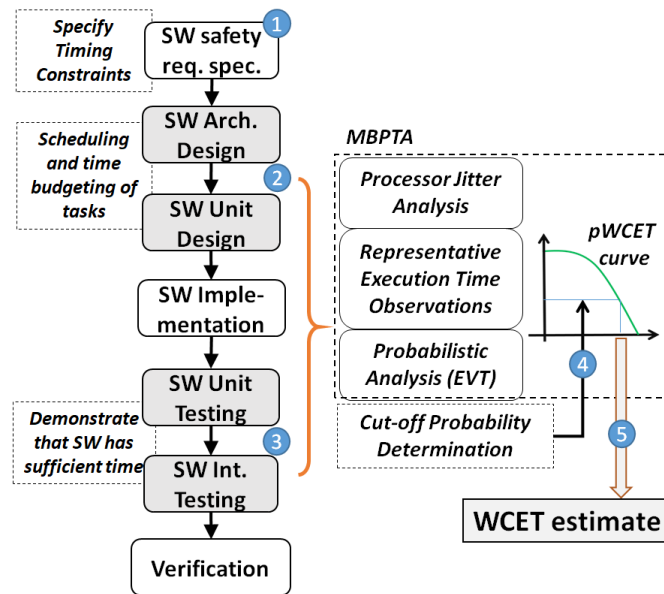 Specify
Timing
Constraints
1
SW safety
req. spec.
SW Arch.
Design
Scheduling
and time
budgeting of
tasks
2
SW Unit
Design
SW Imple-
mentation
SW Unit
Testing
Demonstrate
that SW has
sufficient time
3
SW Int.
Testing
Verification
MBPTA
Processor Jitter
Analysis
Representative
Execution Time
Observations
Probabilistic
Analysis (EVT)
pWCET
curve
4
Cut-off Probability
Determination
5
WCET estimate